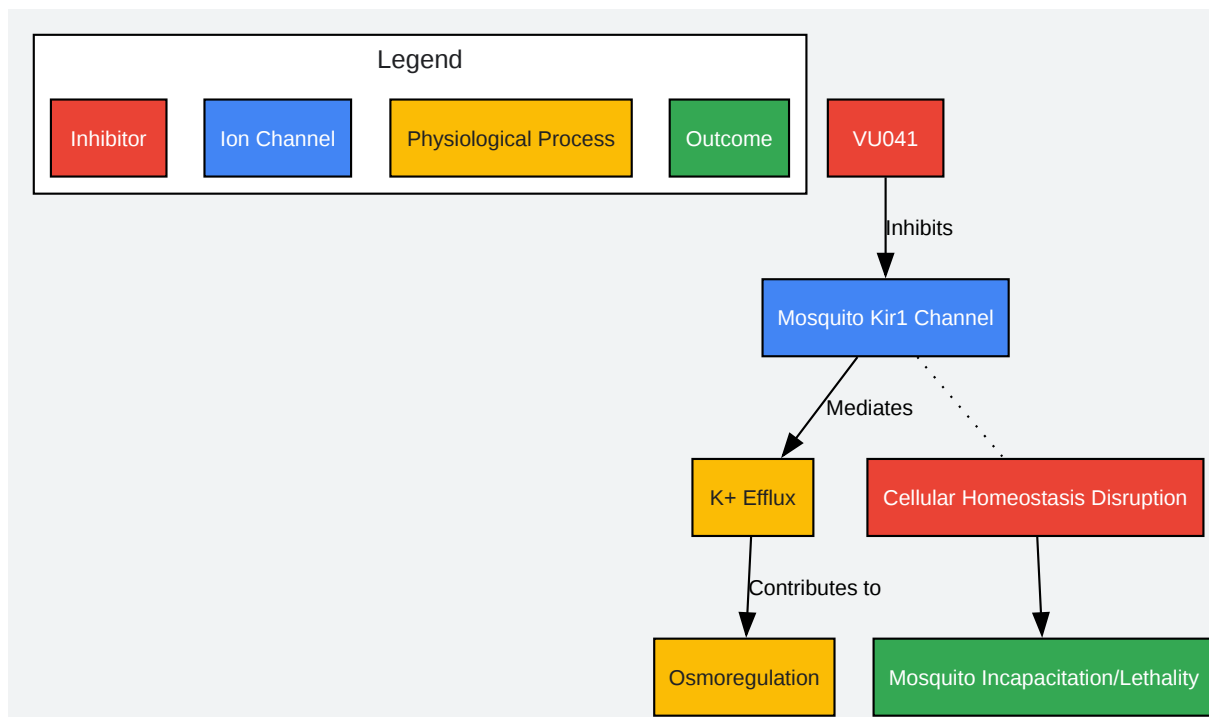 Legend
Inhibitor
Ion Channel
Physiological Process
Outcome
VU041
Inhibits
Mosquito Kir1 Channel
Mediates
K+ Efflux
Cellular Homeostasis Disruption
Contributes to
Osmoregulation
Mosquito Incapacitation/Lethality